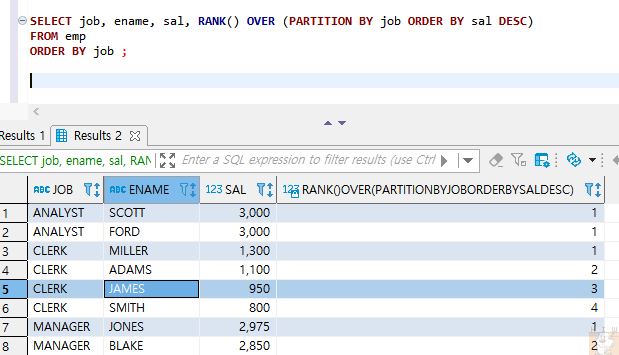 SELECT job, ename, sal, RANK() OVER (PARTITION BY job ORDER BY sal DESC)
FROM emp
ORDER BY job ;
Results 1 Results 2
SELECT job, ename, sal, RAN Enter a SQL expression to filter results (use Ctrl
ABC JOB ABC ENAME 123 SAL 123 RANK()OVER(PARTITIONBYJOBORDERBYSALDESC)
1 ANALYST SCOTT 3,000 1
2 ANALYST FORD 3,000 1
3 CLERK MILLER 1,300 1
4 CLERK ADAMS 1,100 2
5 CLERK JAMES 950 3
6 CLERK SMITH 800 4
7 MANAGER JONES 2,975 1
8 MANAGER BLAKE 2,850 2